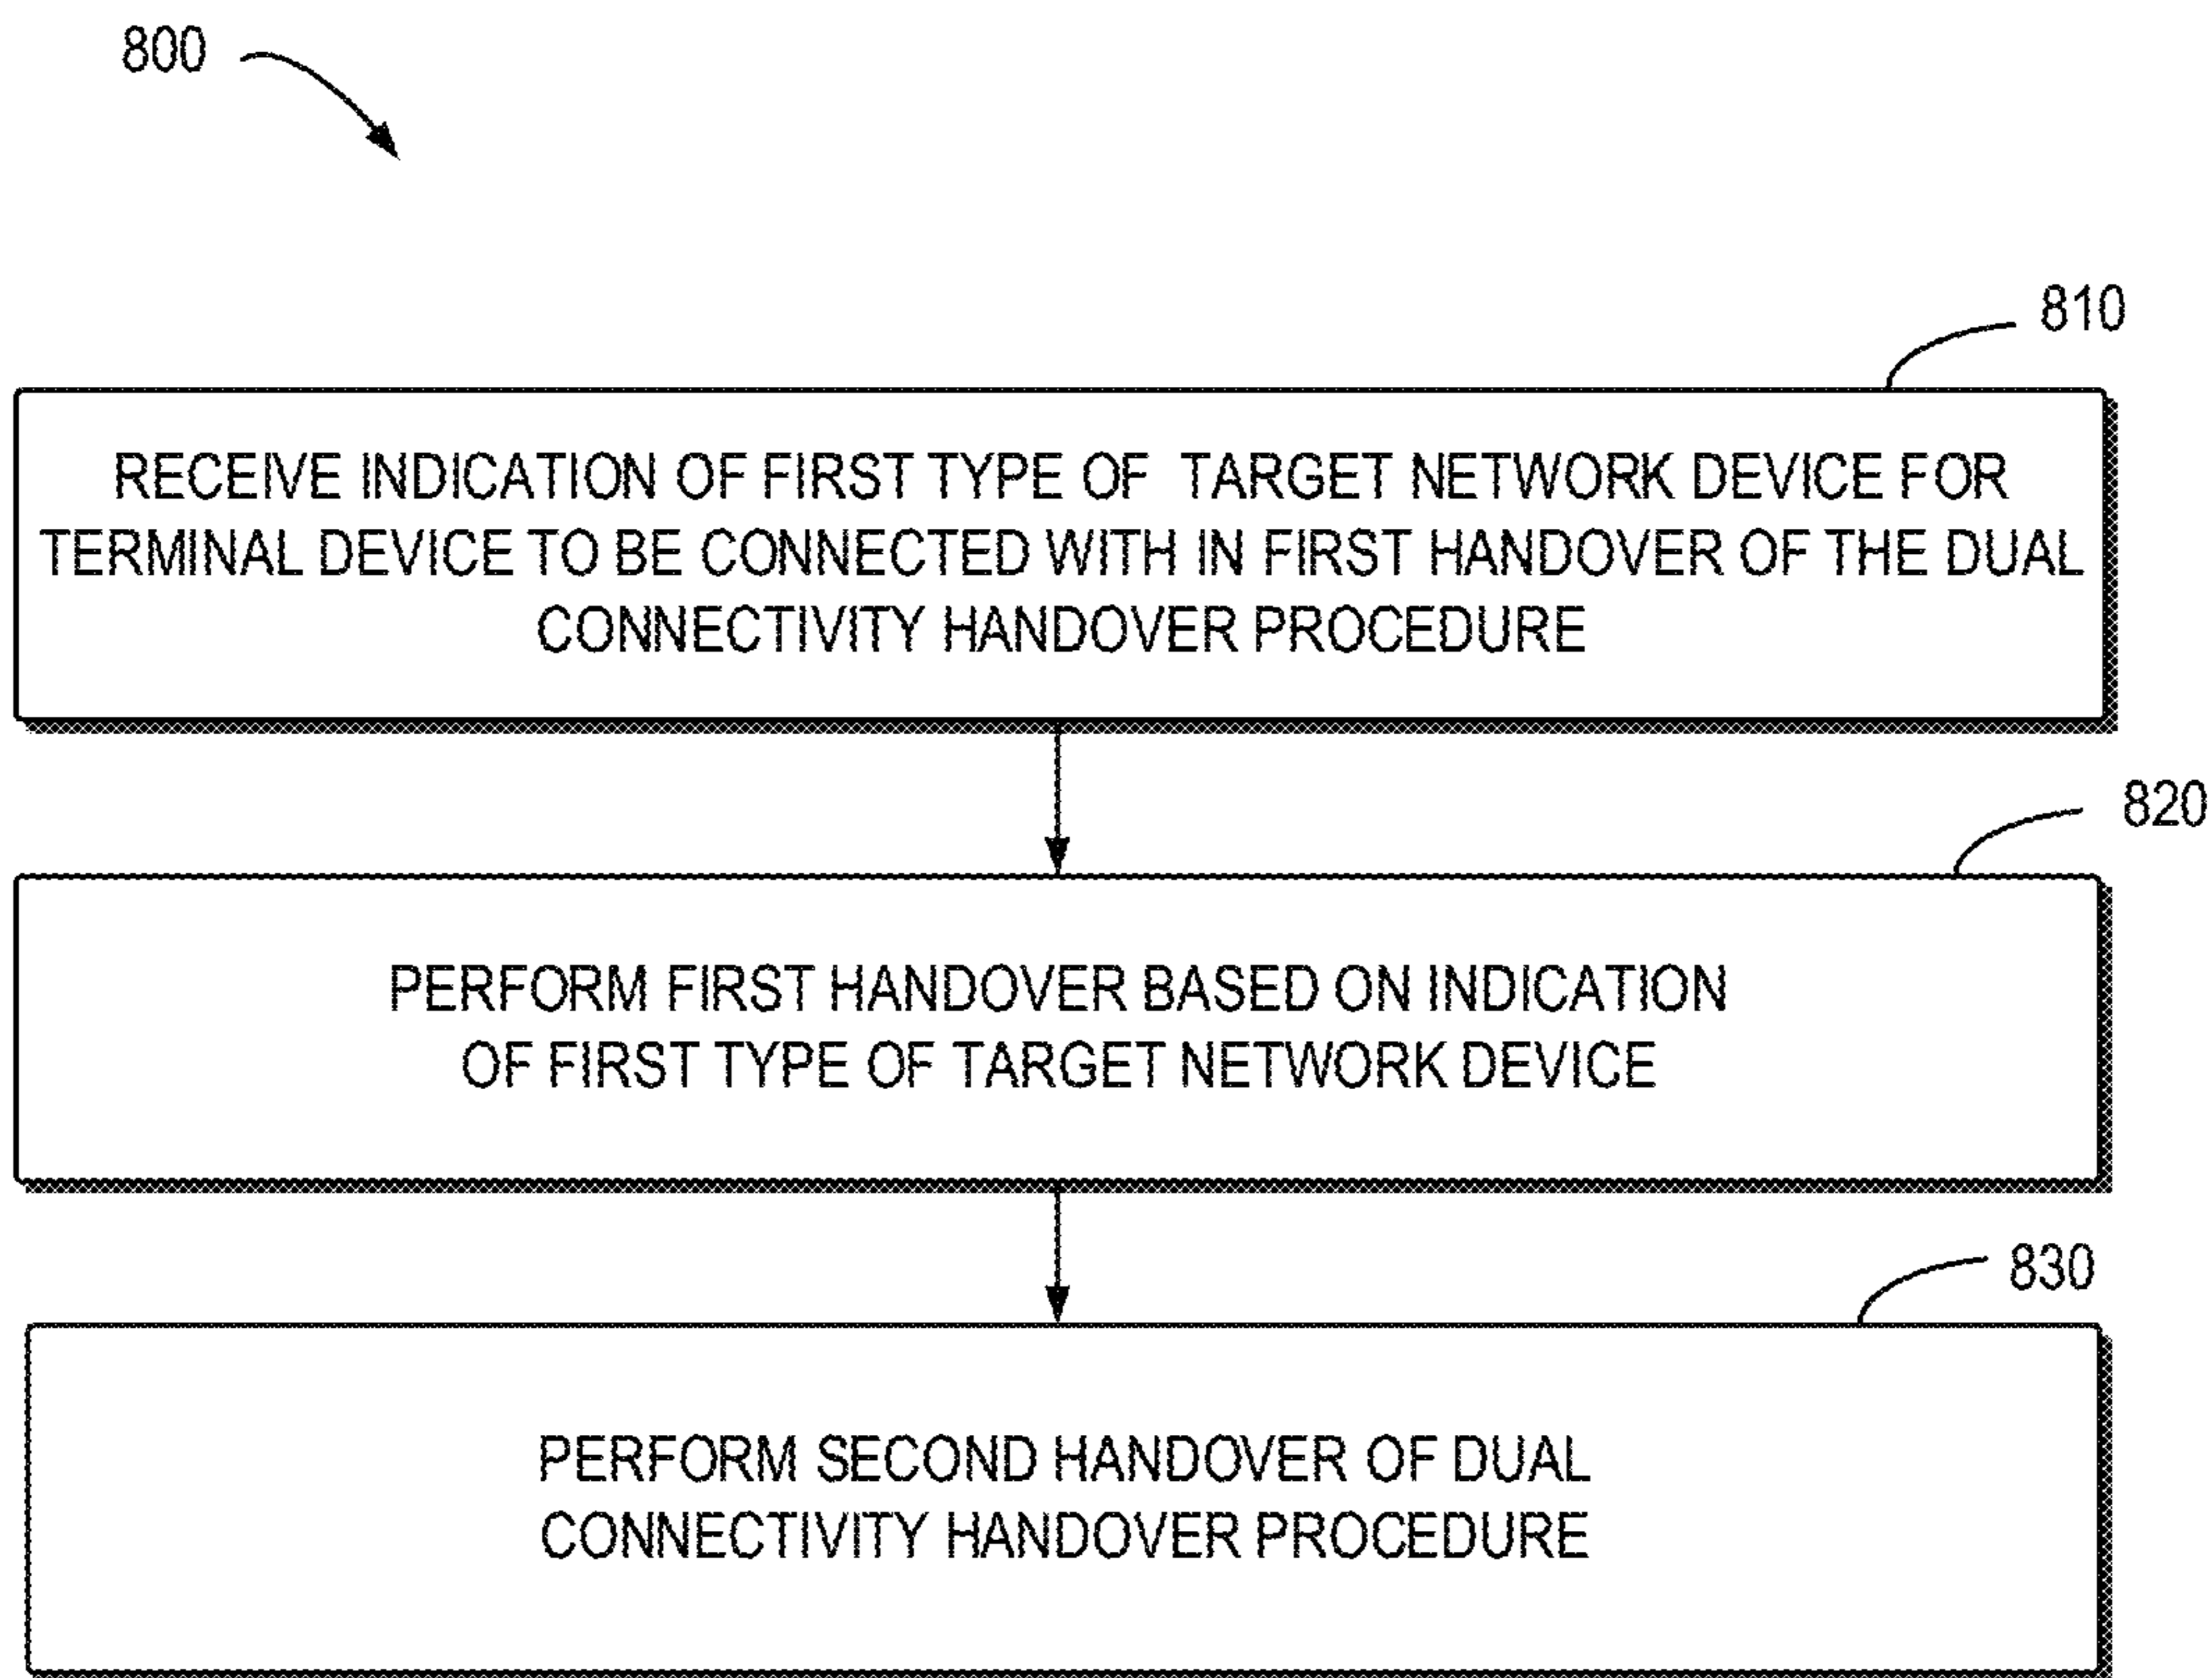 800
810
RECEIVE INDICATION OF FIRST TYPE OF TARGET NETWORK DEVICE FOR
TERMINAL DEVICE TO BE CONNECTED WITH IN FIRST HANDOVER OF THE DUAL
CONNECTIVITY HANDOVER PROCEDURE
820
PERFORM FIRST HANDOVER BASED ON INDICATION
OF FIRST TYPE OF TARGET NETWORK DEVICE
830
PERFORM SECOND HANDOVER OF DUAL
CONNECTIVITY HANDOVER PROCEDURE